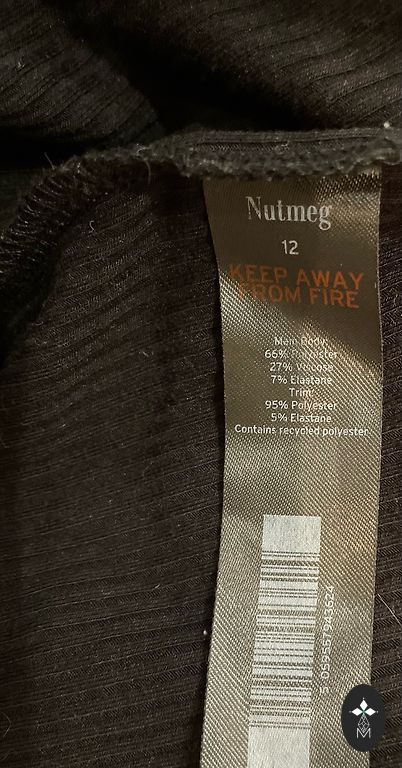 Nutmeg
12
KEEP AWAY
FROM FIRE
Main Body:
66% Polyester
27% Viscose
7% Elastane
Trim:
95% Polyester
5% Elastane
Contains recycled polyester
M